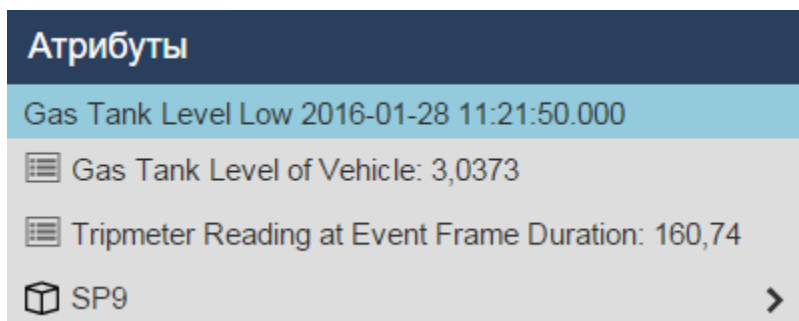 Атрибуты
Gas Tank Level Low 2016-01-28 11:21:50.000
Gas Tank Level of Vehicle: 3,0373
Tripmeter Reading at Event Frame Duration: 160,74
SP9